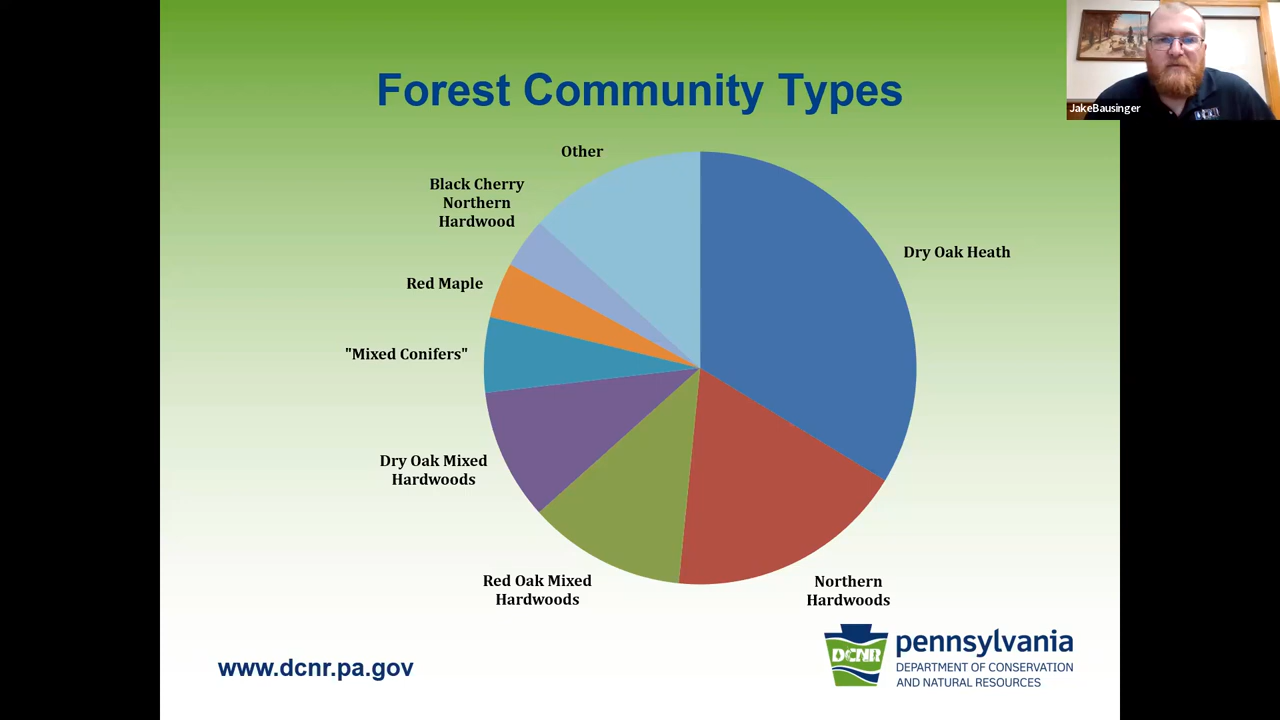 Forest Community Types
JakeBausinger
Other
Black Cherry
Northern
Hardwood
Dry Oak Heath
Red Maple
"Mixed Conifers"
Dry Oak Mixed
Hardwoods
Red Oak Mixed
Hardwoods
Northern
Hardwoods
www.dcnr.pa.gov
DCNR
pennsylvania
DEPARTMENT OF CONSERVATION
AND NATURAL RESOURCES